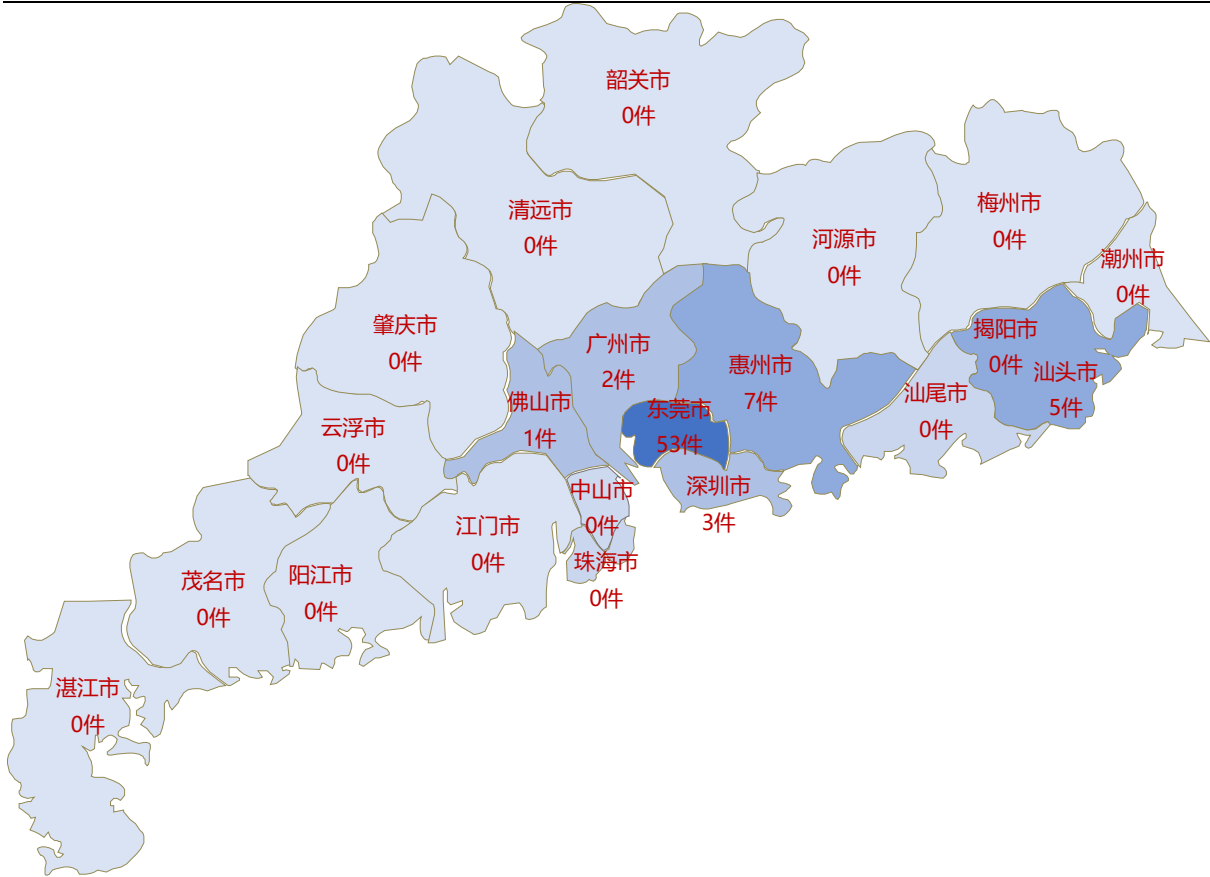 韶关市
0件
清远市
0件
梅州市
0件
河源市
0件
潮州市
0件
肇庆市
0件
广州市
2件
揭阳市
0件
惠州市
7件
汕头市
5件
汕尾市
0件
佛山市
1件
东莞市
53件
云浮市
0件
深圳市
3件
中山市
0件
江门市
0件
珠海市
0件
阳江市
0件
茂名市
0件
湛江市
0件